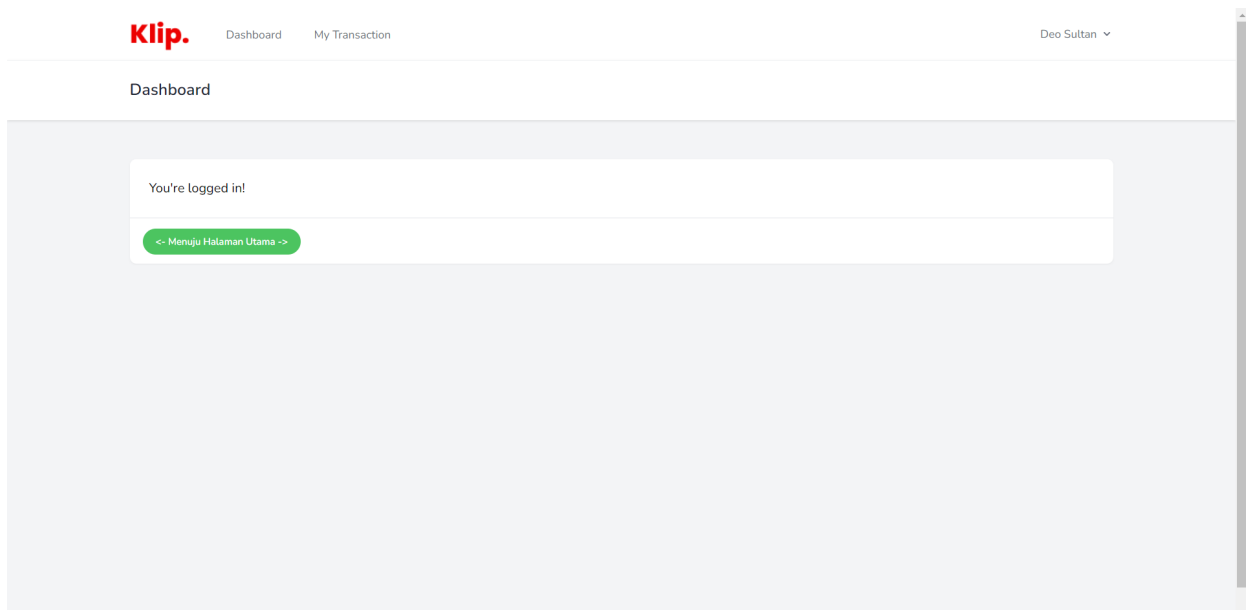 Klip. Dashboard My Transaction Deo Sultan
Dashboard
You're logged in!
<- Menuju Halaman Utama ->